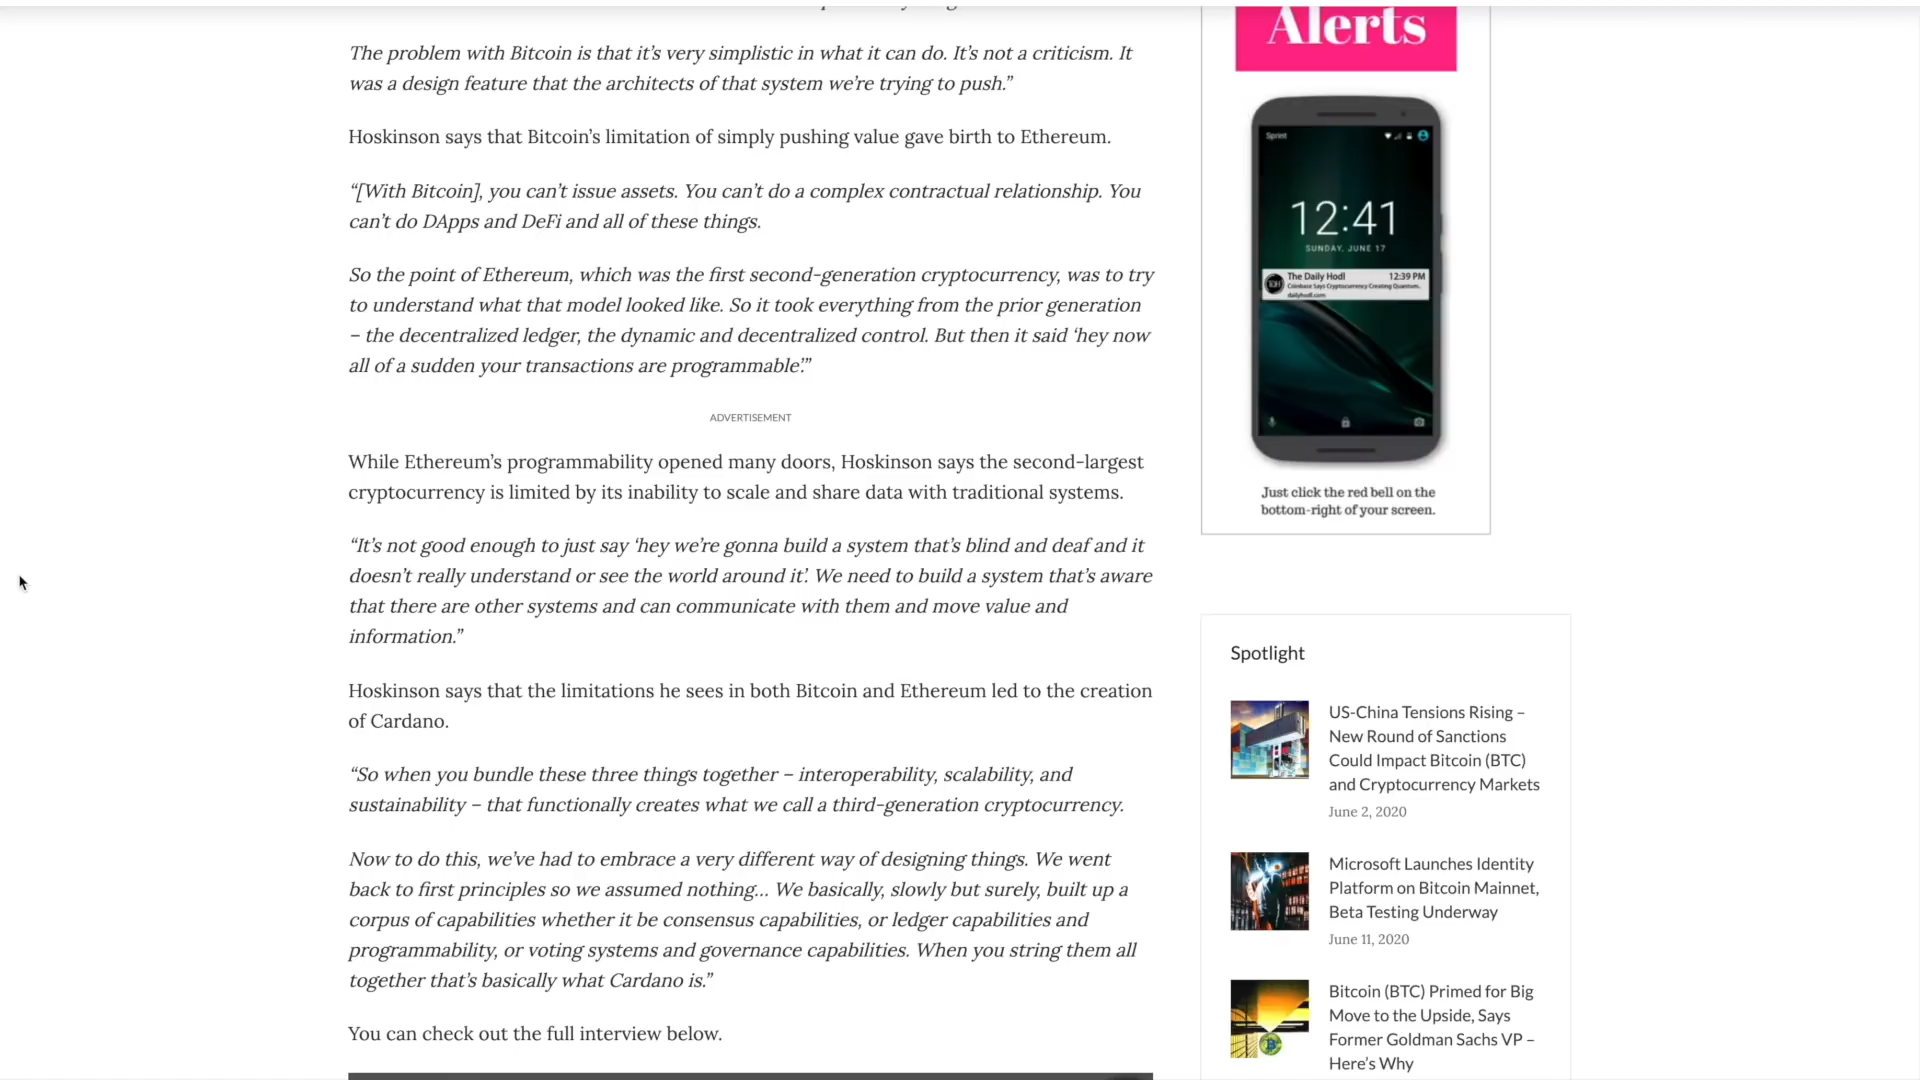 The problem with Bitcoin is that it’s very simplistic in what it can do. It’s not a criticism. It
was a design feature that the architects of that system we’re trying to push.”
Hoskinson says that Bitcoin’s limitation of simply pushing value gave birth to Ethereum.
“[With Bitcoin], you can’t issue assets. You can’t do a complex contractual relationship. You
can’t do DApps and DeFi and all of these things.
So the point of Ethereum, which was the first second-generation cryptocurrency, was to try
to understand what that model looked like. So it took everything from the prior generation
– the decentralized ledger, the dynamic and decentralized control. But then it said ‘hey now
all of a sudden your transactions are programmable’.”
ADVERTISEMENT
While Ethereum’s programmability opened many doors, Hoskinson says the second-largest
cryptocurrency is limited by its inability to scale and share data with traditional systems.
“It’s not good enough to just say ‘hey we’re gonna build a system that’s blind and deaf and it
doesn’t really understand or see the world around it’. We need to build a system that’s aware
that there are other systems and can communicate with them and move value and
information.”
Hoskinson says that the limitations he sees in both Bitcoin and Ethereum led to the creation
of Cardano.
“So when you bundle these three things together – interoperability, scalability, and
sustainability – that functionally creates what we call a third-generation cryptocurrency.
Now to do this, we’ve had to embrace a very different way of designing things. We went
back to first principles so we assumed nothing… We basically, slowly but surely, built up a
corpus of capabilities whether it be consensus capabilities, or ledger capabilities and
programmability, or voting systems and governance capabilities. When you string them all
together that’s basically what Cardano is.”
You can check out the full interview below.
Alerts
Sprint
12:41
SUNDAY, JUNE 17
The Daily Hodl 12:39 PM
Coinbase Says Cryptocurrency Creating Quantum.
dailyhodl.com
Just click the red bell on the
bottom-right of your screen.
Spotlight
US-China Tensions Rising –
New Round of Sanctions
Could Impact Bitcoin (BTC)
and Cryptocurrency Markets
June 2, 2020
Microsoft Launches Identity
Platform on Bitcoin Mainnet,
Beta Testing Underway
June 11, 2020
Bitcoin (BTC) Primed for Big
Move to the Upside, Says
Former Goldman Sachs VP –
Here’s Why